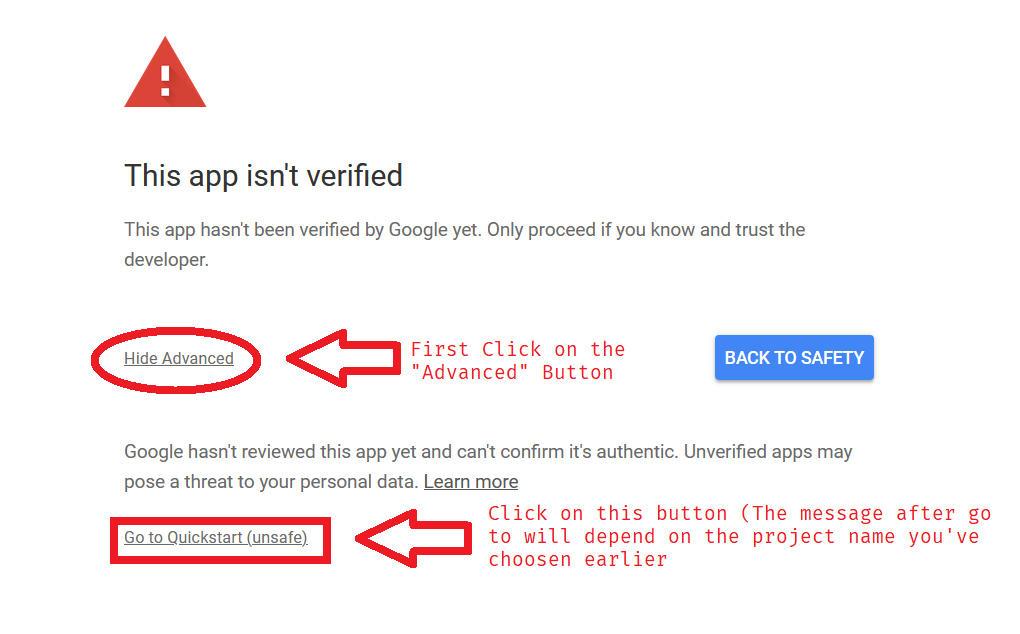 This app isn't verified
This app hasn't been verified by Google yet. Only proceed if you know and trust the
developer.
Hide Advanced
First Click on the
"Advanced" Button
BACK TO SAFETY
Google hasn't reviewed this app yet and can't confirm it's authentic. Unverified apps may
pose a threat to your personal data. Learn more
Go to Quickstart (unsafe)
Click on this button (The message after go
to will depend on the project name you've
choosen earlier